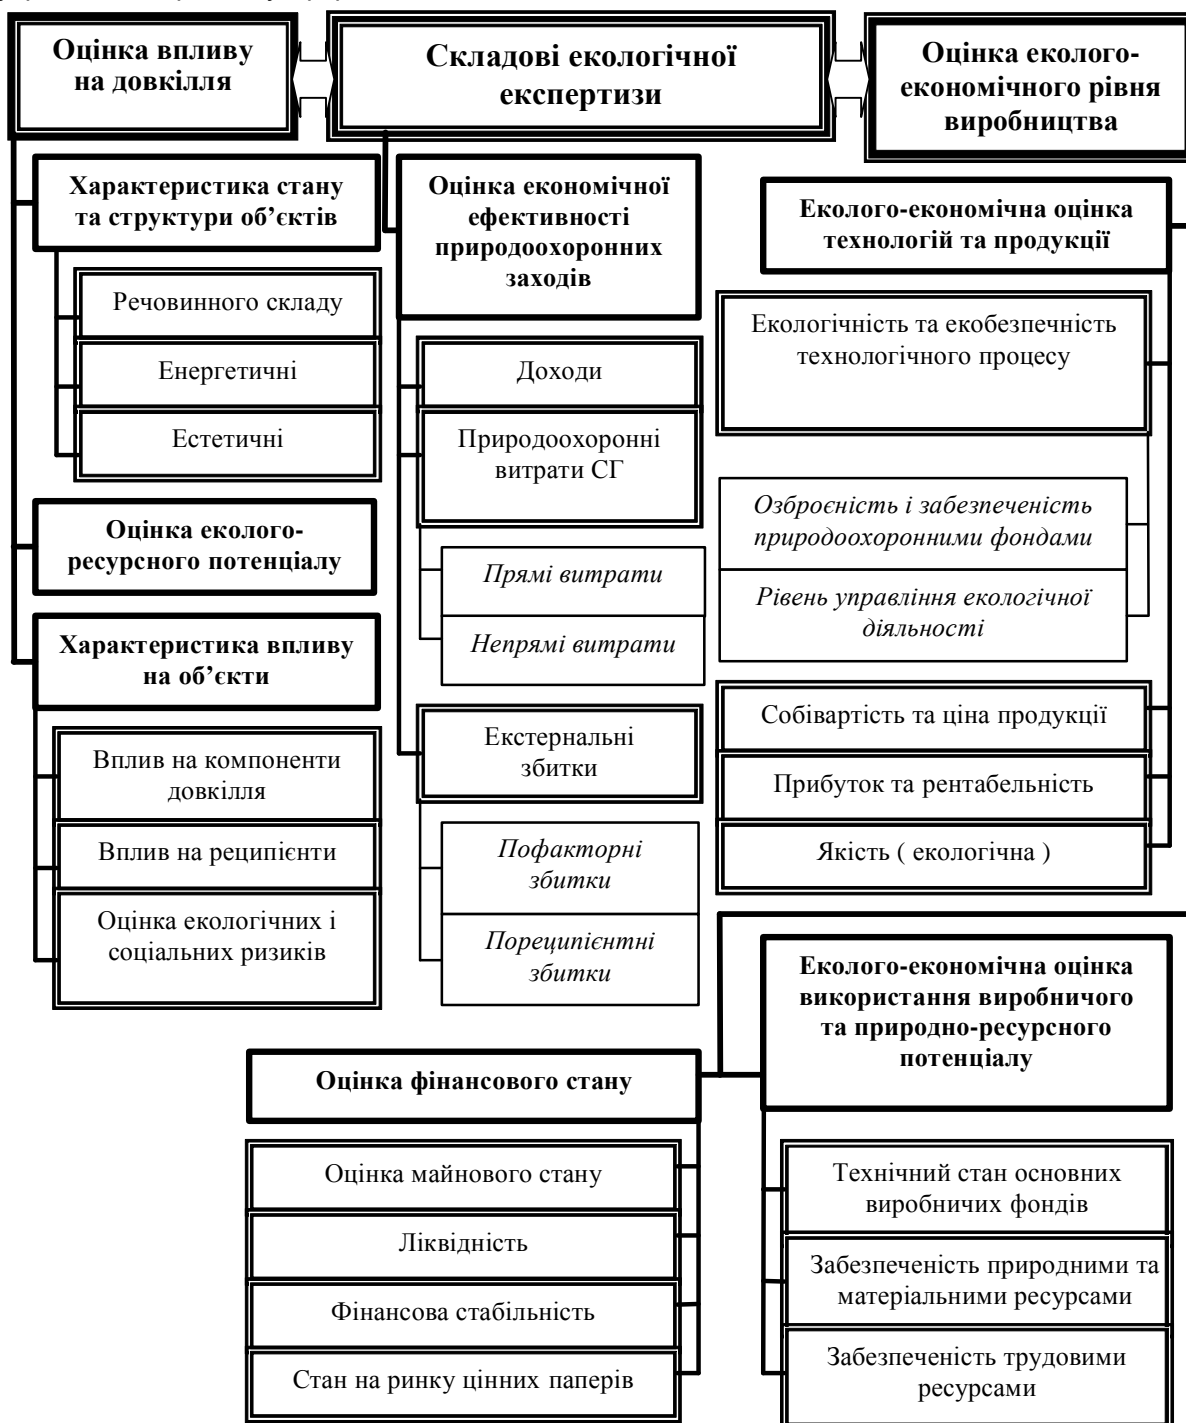 Оцінка впливу
на довкілля
Складові екологічної
експертизи
Оцінка еколого-
економічного рівня
виробництва
Характеристика стану
та структури об’єктів
Речовинного складу
Енергетичні
Естетичні
Оцінка еколого-
ресурсного потенціалу
Характеристика впливу
на об’єкти
Вплив на компоненти
довкілля
Вплив на реципієнти
Оцінка екологічних і
соціальних ризиків
Оцінка економічної
ефективності
природоохоронних
заходів
Доходи
Природоохоронні
витрати СГ
Прямі витрати
Непрямі витрати
Екстернальні
збитки
Пофакторні
збитки
Пореципієнтні
збитки
Еколого-економічна оцінка
технологій та продукції
Екологічність та екобезпечність
технологічного процесу
Озброєність і забезпеченість
природоохоронними фондами
Рівень управління екологічної
діяльності
Собівартість та ціна продукції
Прибуток та рентабельність
Якість ( екологічна )
Еколого-економічна оцінка
використання виробничого
та природно-ресурсного
потенціалу
Оцінка фінансового стану
Оцінка майнового стану
Ліквідність
Фінансова стабільність
Стан на ринку цінних паперів
Технічний стан основних
виробничих фондів
Забезпеченість природними та
матеріальними ресурсами
Забезпеченість трудовими
ресурсами